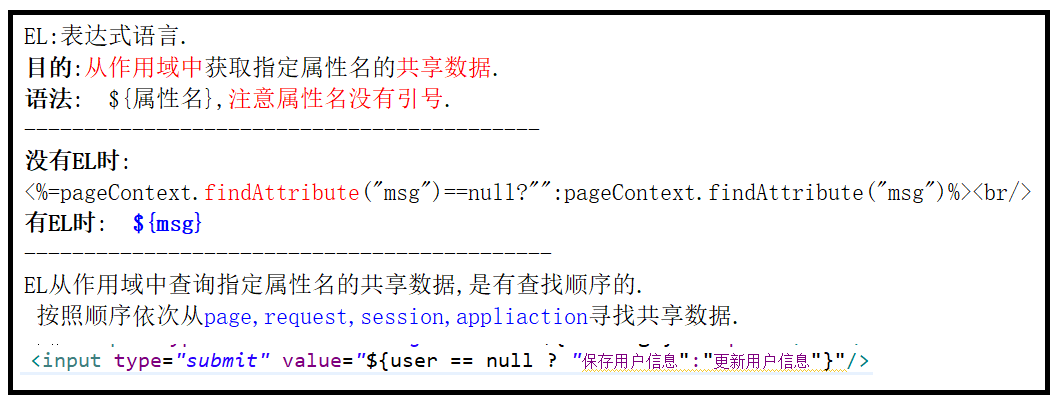 EL:表达式语言.
目的:从作用域中获取指定属性名的共享数据.
语法: ${属性名},注意属性名没有引号.
-------------------------------------------
没有EL时:
<%=pageContext.findAttribute("msg")==null?"":pageContext.findAttribute("msg")%><br/>
有EL时: ${msg}
--------------------------------------------
EL从作用域中查询指定属性名的共享数据,是有查找顺序的.
按照顺序依次从page,request,session,appliaction寻找共享数据.
<input type="submit" value="${user == null ? "保存用户信息":"更新用户信息"}"/>